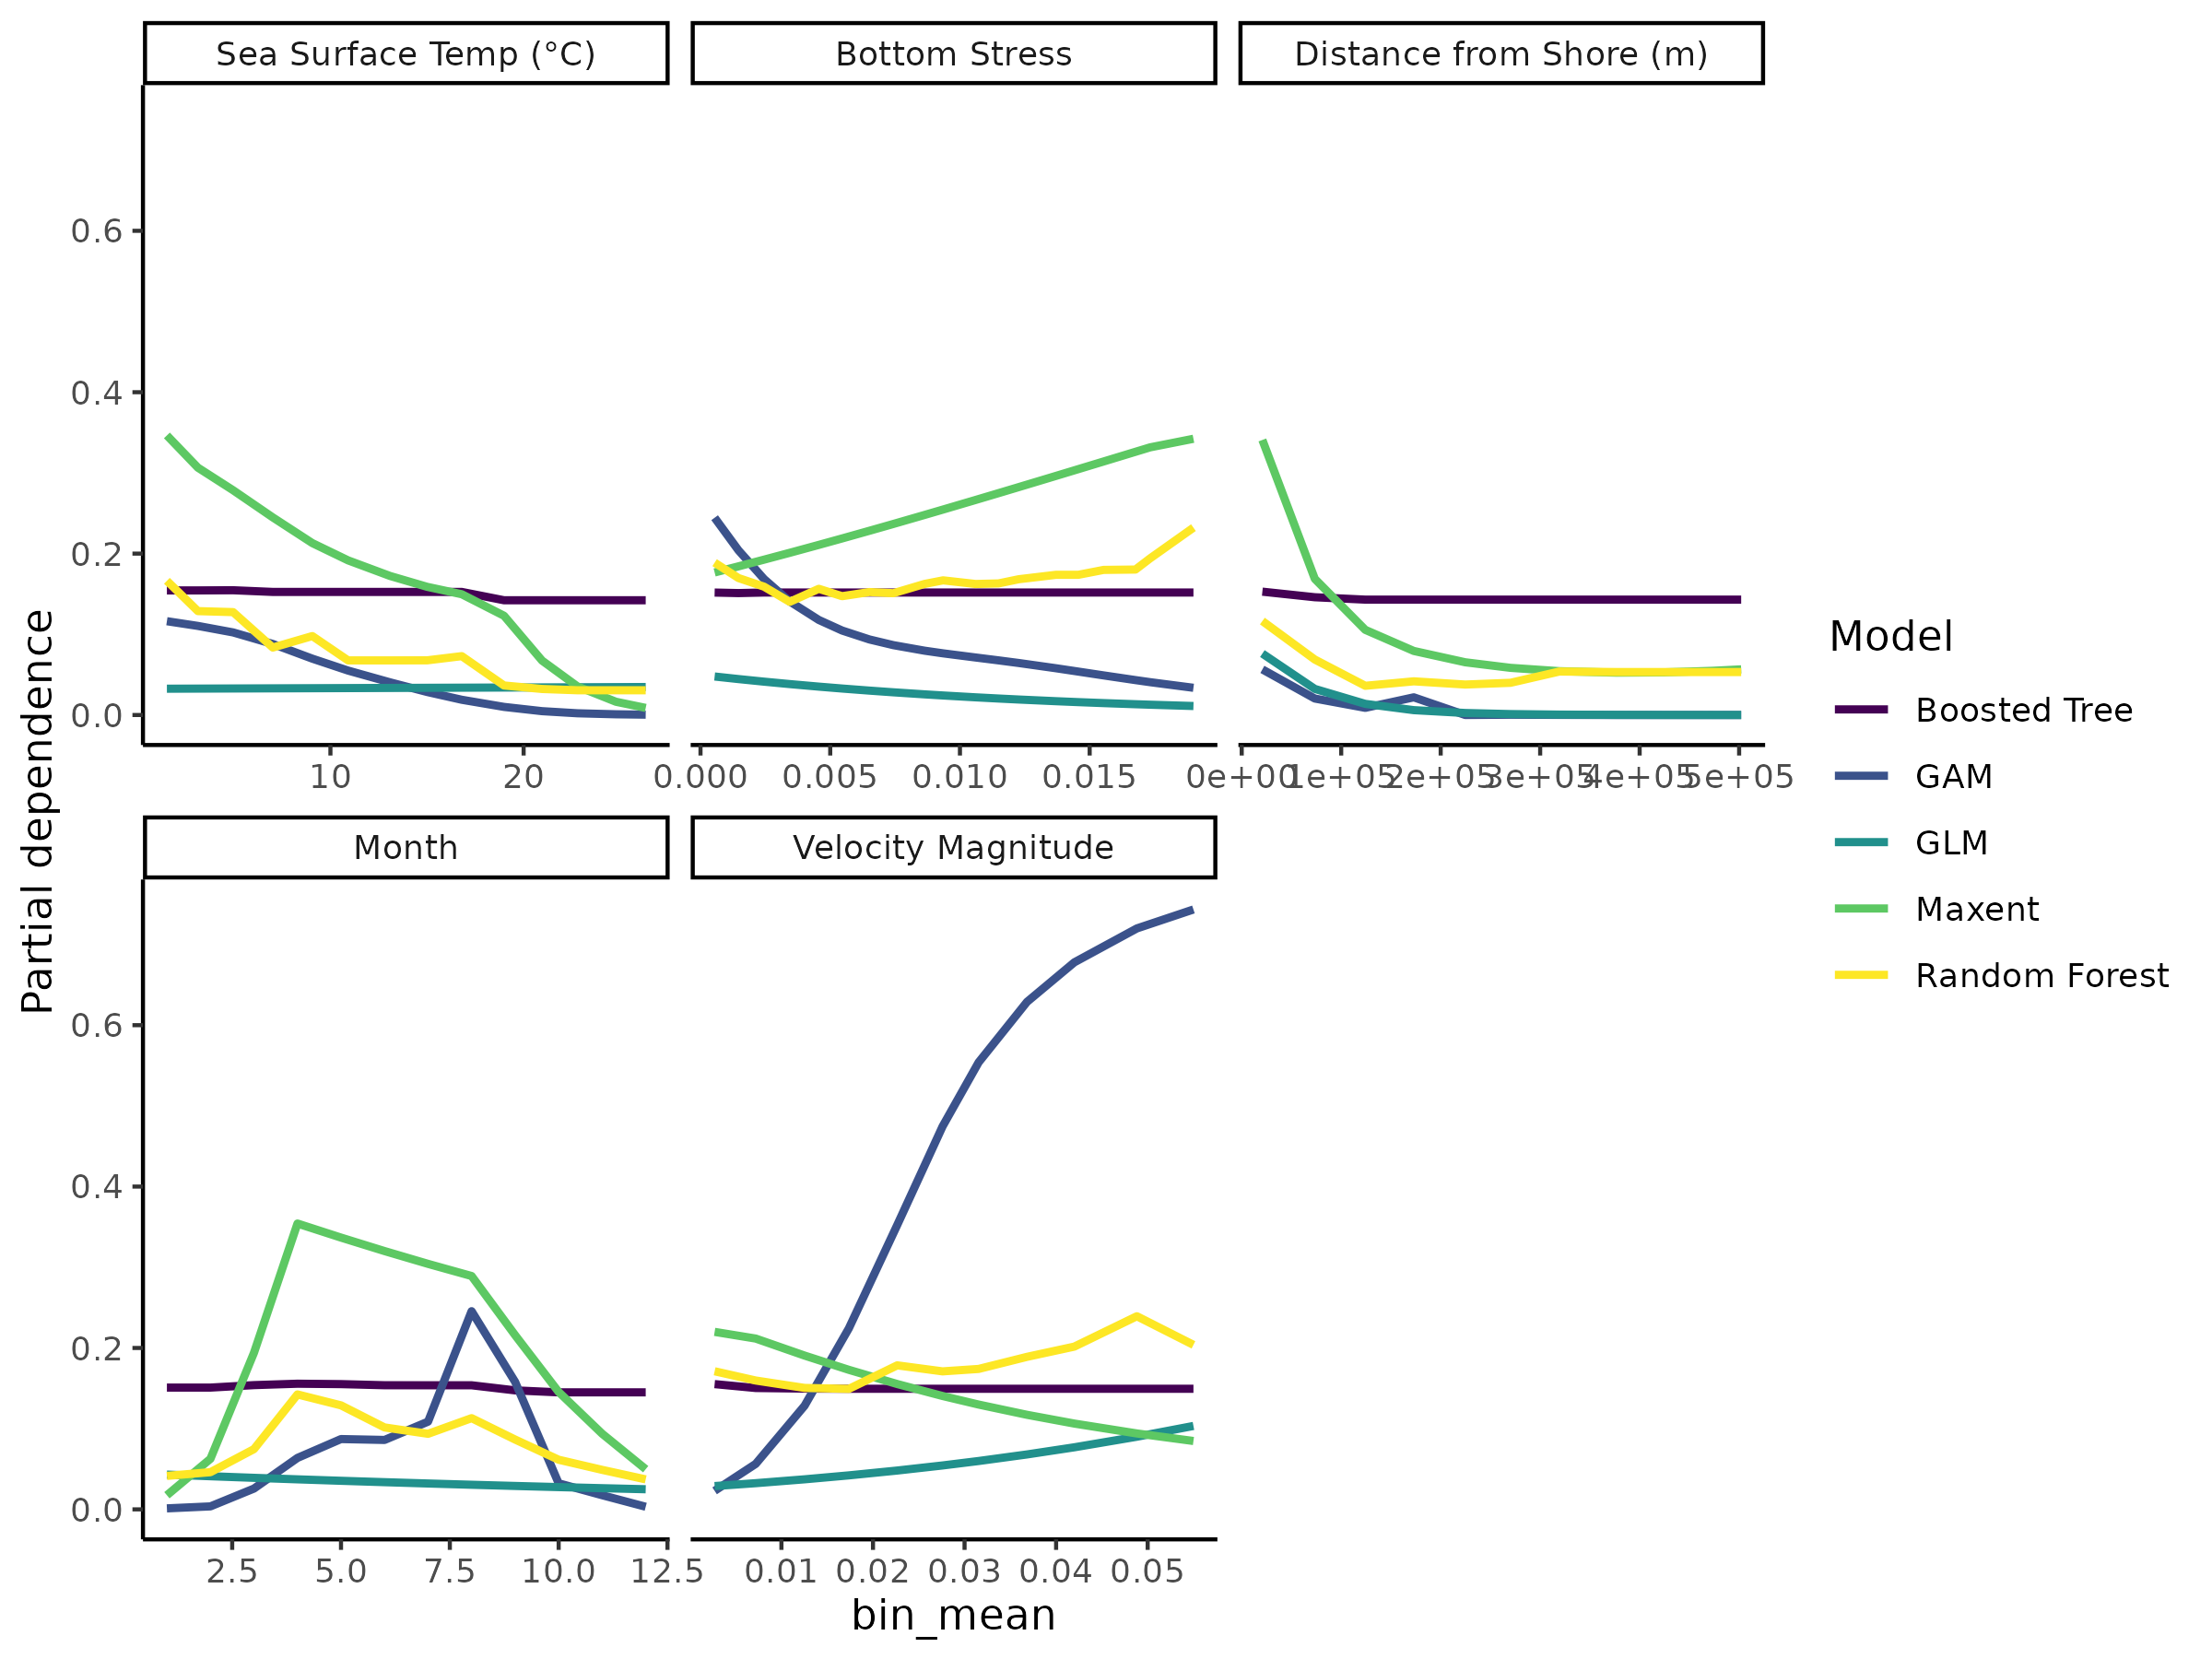 Sea Surface Temp (°C)
Bottom Stress
Distance from Shore (m)
0.6
0.4
0.2
0.0
10 20
0.000 0.005 0.010 0.015
0e+00 1e+05 2e+05 3e+05 4e+05 5e+05
Partial dependence
Month
Velocity Magnitude
0.6
0.4
0.2
0.0
2.5 5.0 7.5 10.0 12.5
0.01 0.02 0.03 0.04 0.05
bin_mean
Model
Boosted Tree
GAM
GLM
Maxent
Random Forest